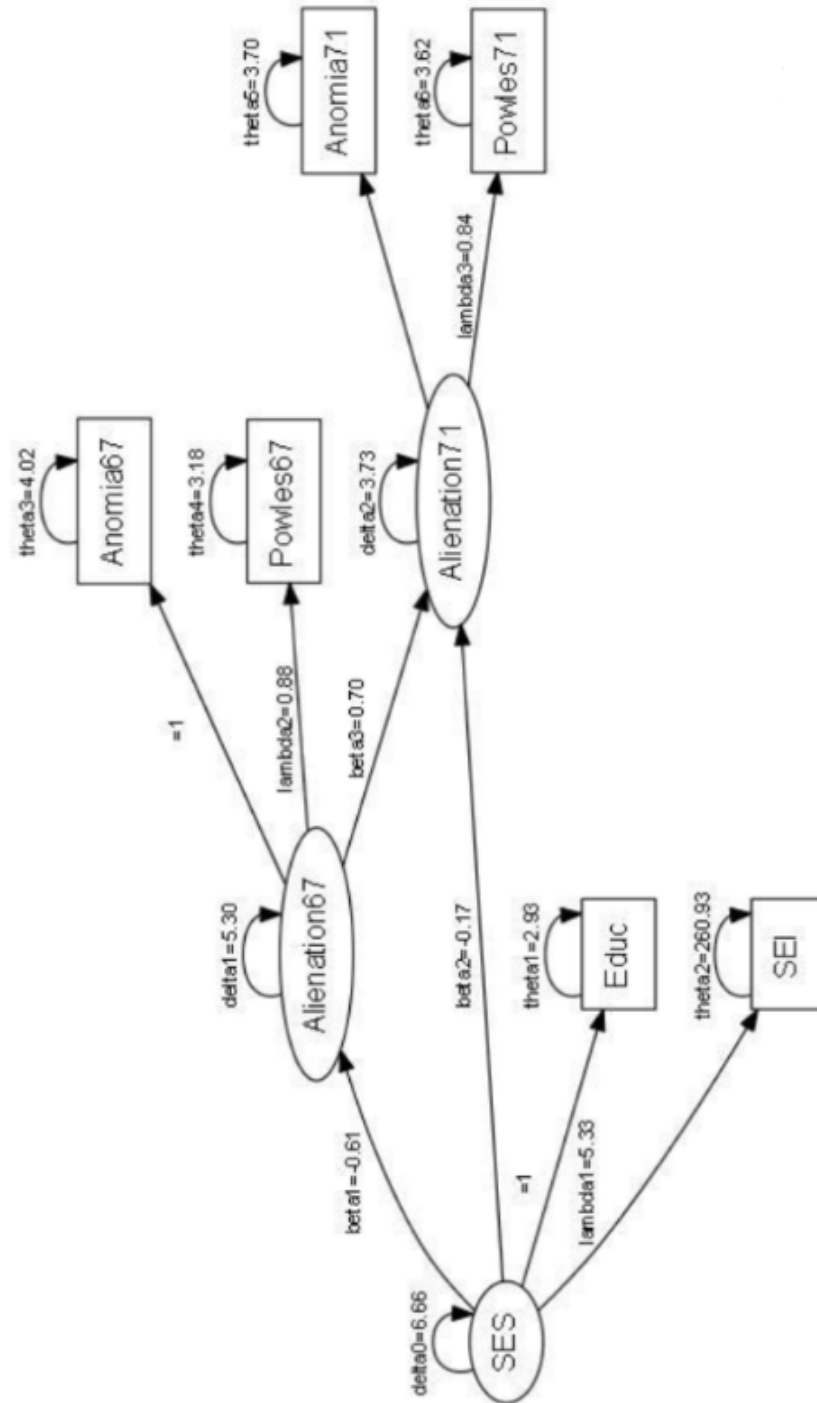 theta5=3.70
Anomia71
theta6=3.62
Powles71
lambda3=0.84
theta3=4.02
Anomia67
theta4=3.18
Powles67
delta2=3.73
Alienation71
=1
lambda2=0.88
beta3=0.70
delta1=5.30
Alienation67
beta2=-0.17
theta1=2.93
Educ
theta2=260.93
SEI
beta1=-0.61
=1
lambda1=5.33
delta0=6.66
SES